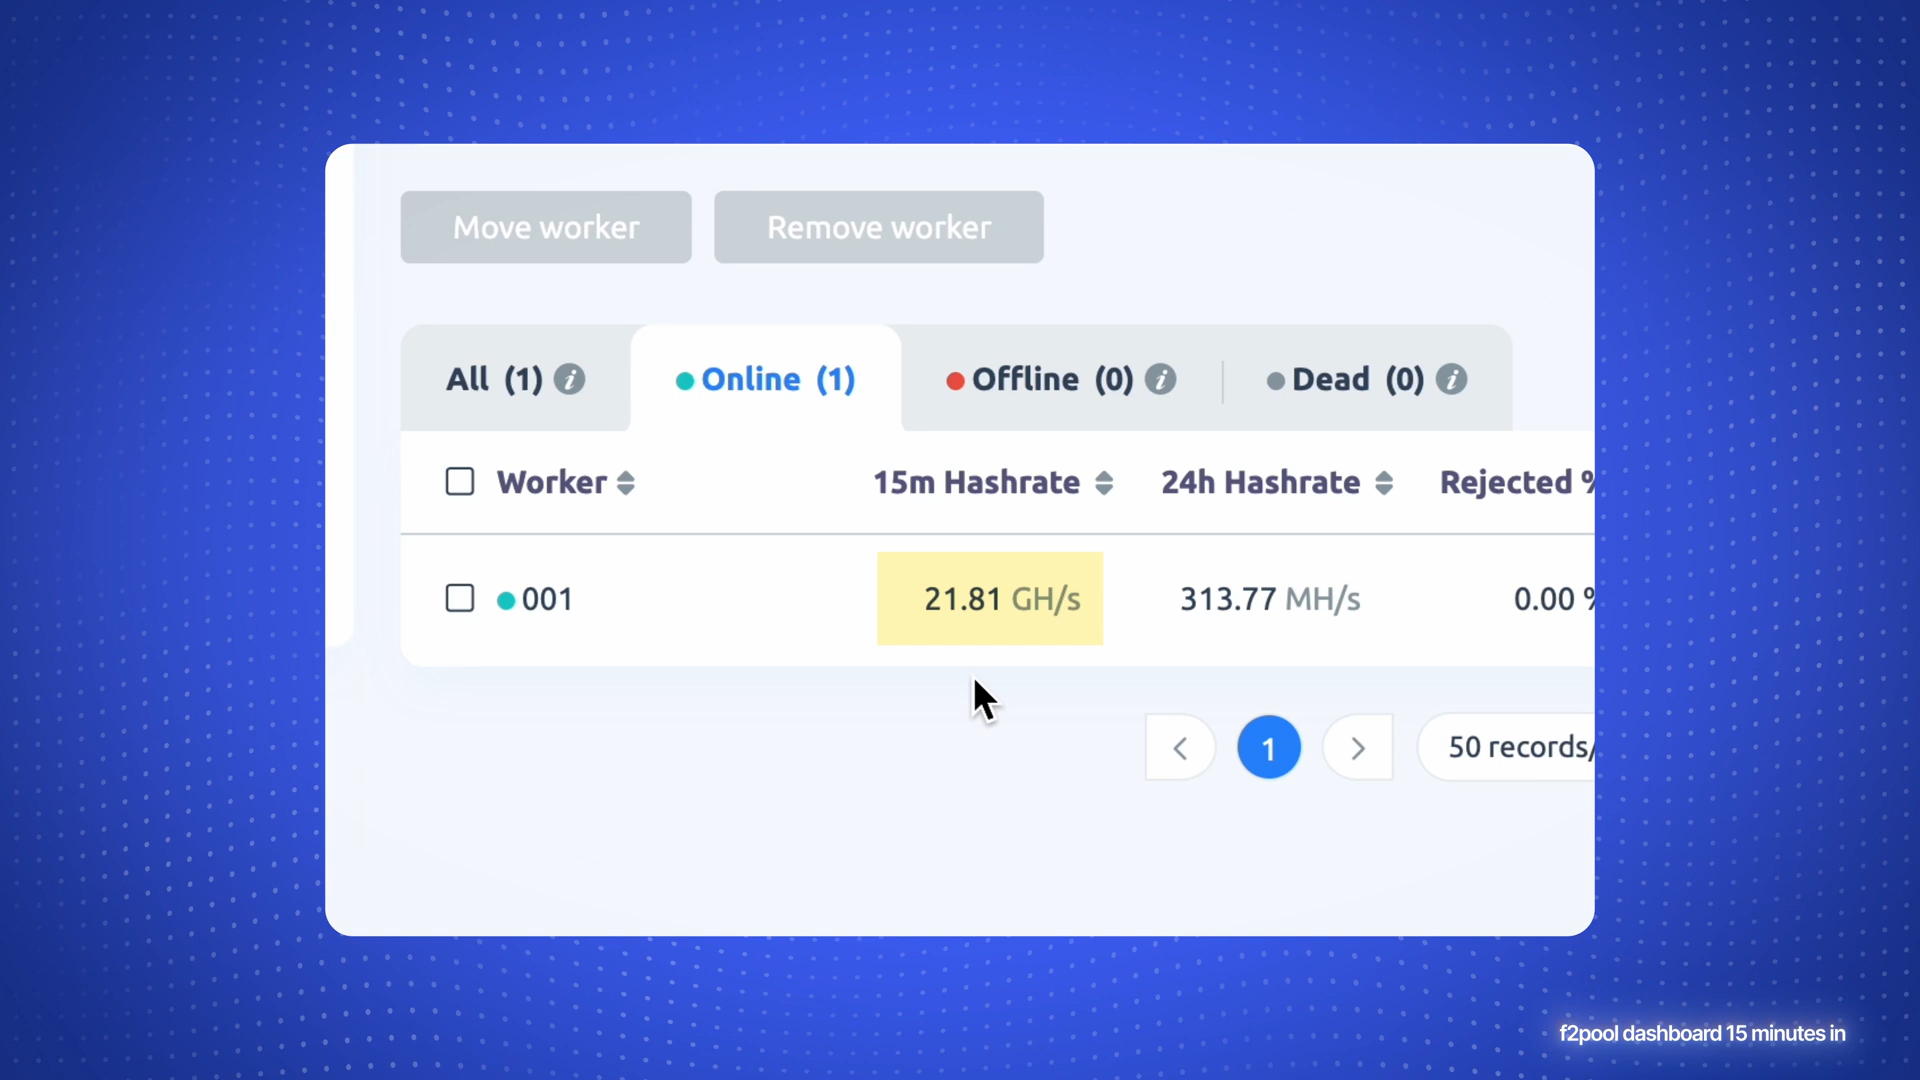 Move worker Remove worker
All (1) Online (1) Offline (0) Dead (0)
Worker 15m Hashrate 24h Hashrate Rejected %
001 21.81 GH/s 313.77 MH/s 0.00 %
1 50 records/
f2pool dashboard 15 minutes in